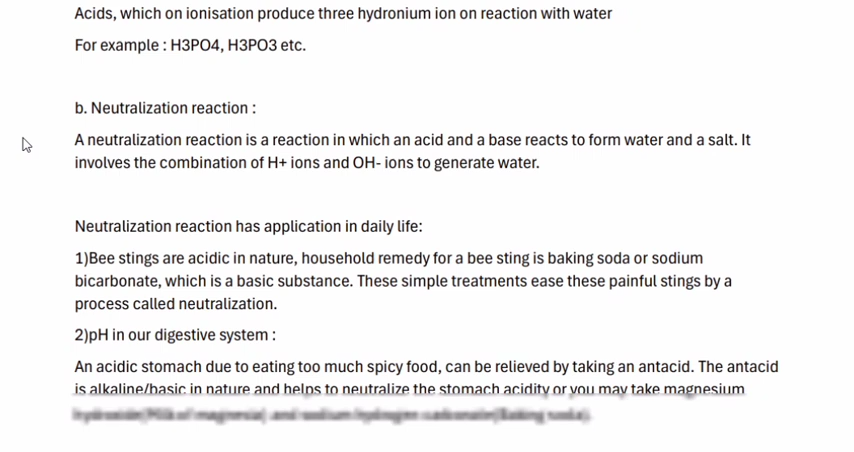 Acids, which on ionisation produce three hydronium ion on reaction with water
For example : H3PO4, H3PO3 etc.
b. Neutralization reaction :
A neutralization reaction is a reaction in which an acid and a base reacts to form water and a salt. It
involves the combination of H+ ions and OH- ions to generate water.
Neutralization reaction has application in daily life:
1)Bee stings are acidic in nature, household remedy for a bee sting is baking soda or sodium
bicarbonate, which is a basic substance. These simple treatments ease these painful stings by a
process called neutralization.
2)pH in our digestive system :
An acidic stomach due to eating too much spicy food, can be relieved by taking an antacid. The antacid
is alkaline/basic in nature and helps to neutralize the stomach acidity or you may take magnesium